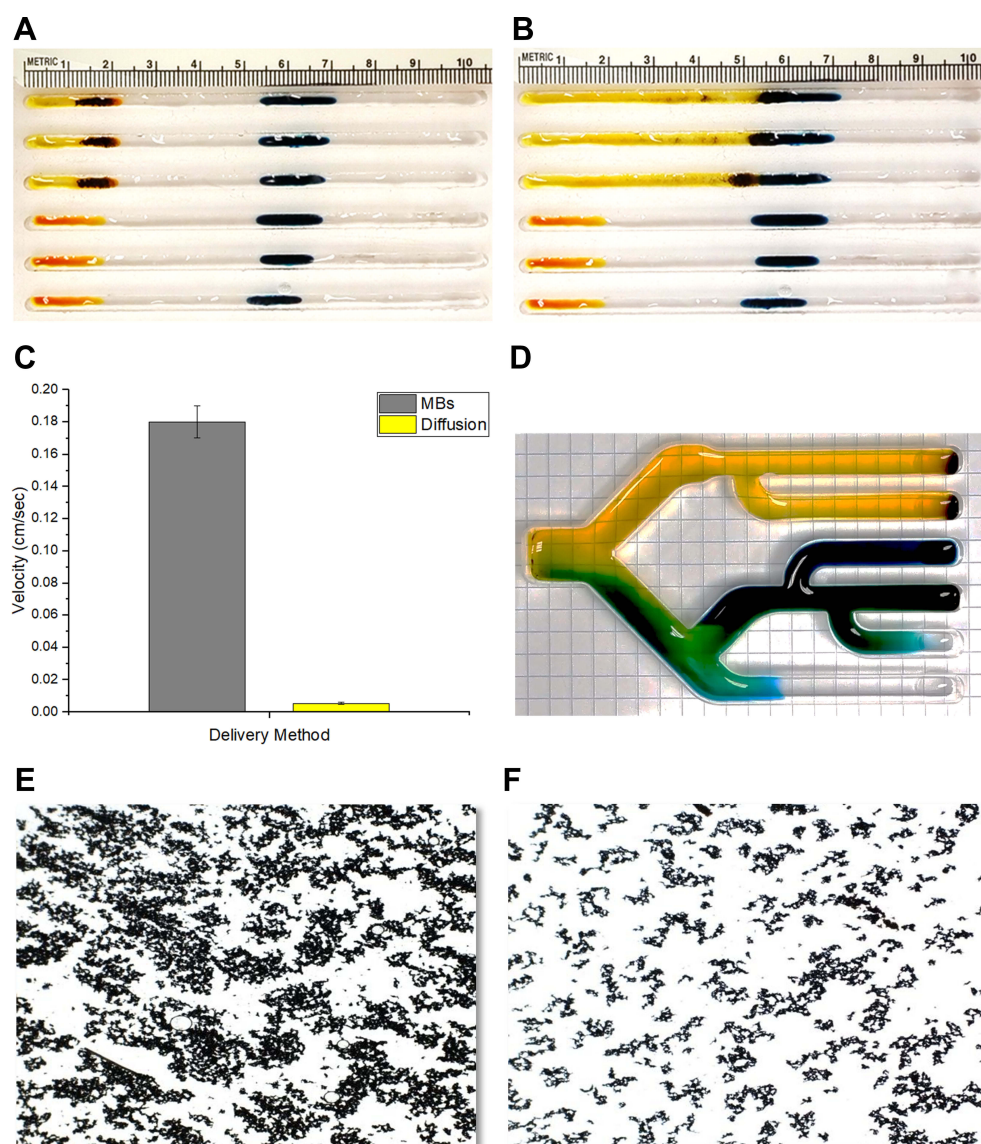 A
METRIC 1 2 3 4 5 6 7 8 9 10
B
METRIC 1 2 3 4 5 6 7 8 9 10
C
0.20
0.18
0.16
0.14
0.12
0.10
0.08
0.06
0.04
0.02
0.00
Velocity (cm/sec)
Delivery Method
MBs
Diffusion
D
E
F